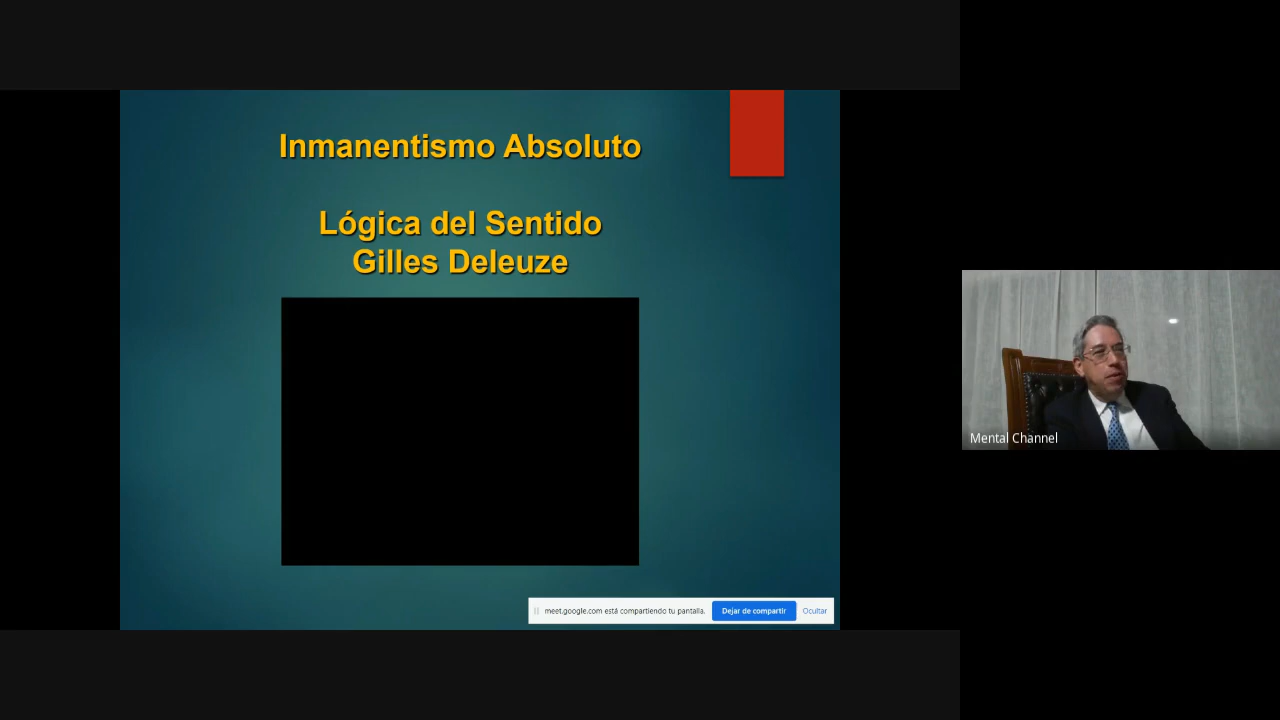 Inmanentismo Absoluto
Lógica del Sentido
Gilles Deleuze
meet.google.com está compartiendo tu pantalla. Dejar de compartir Ocultar
Mental Channel